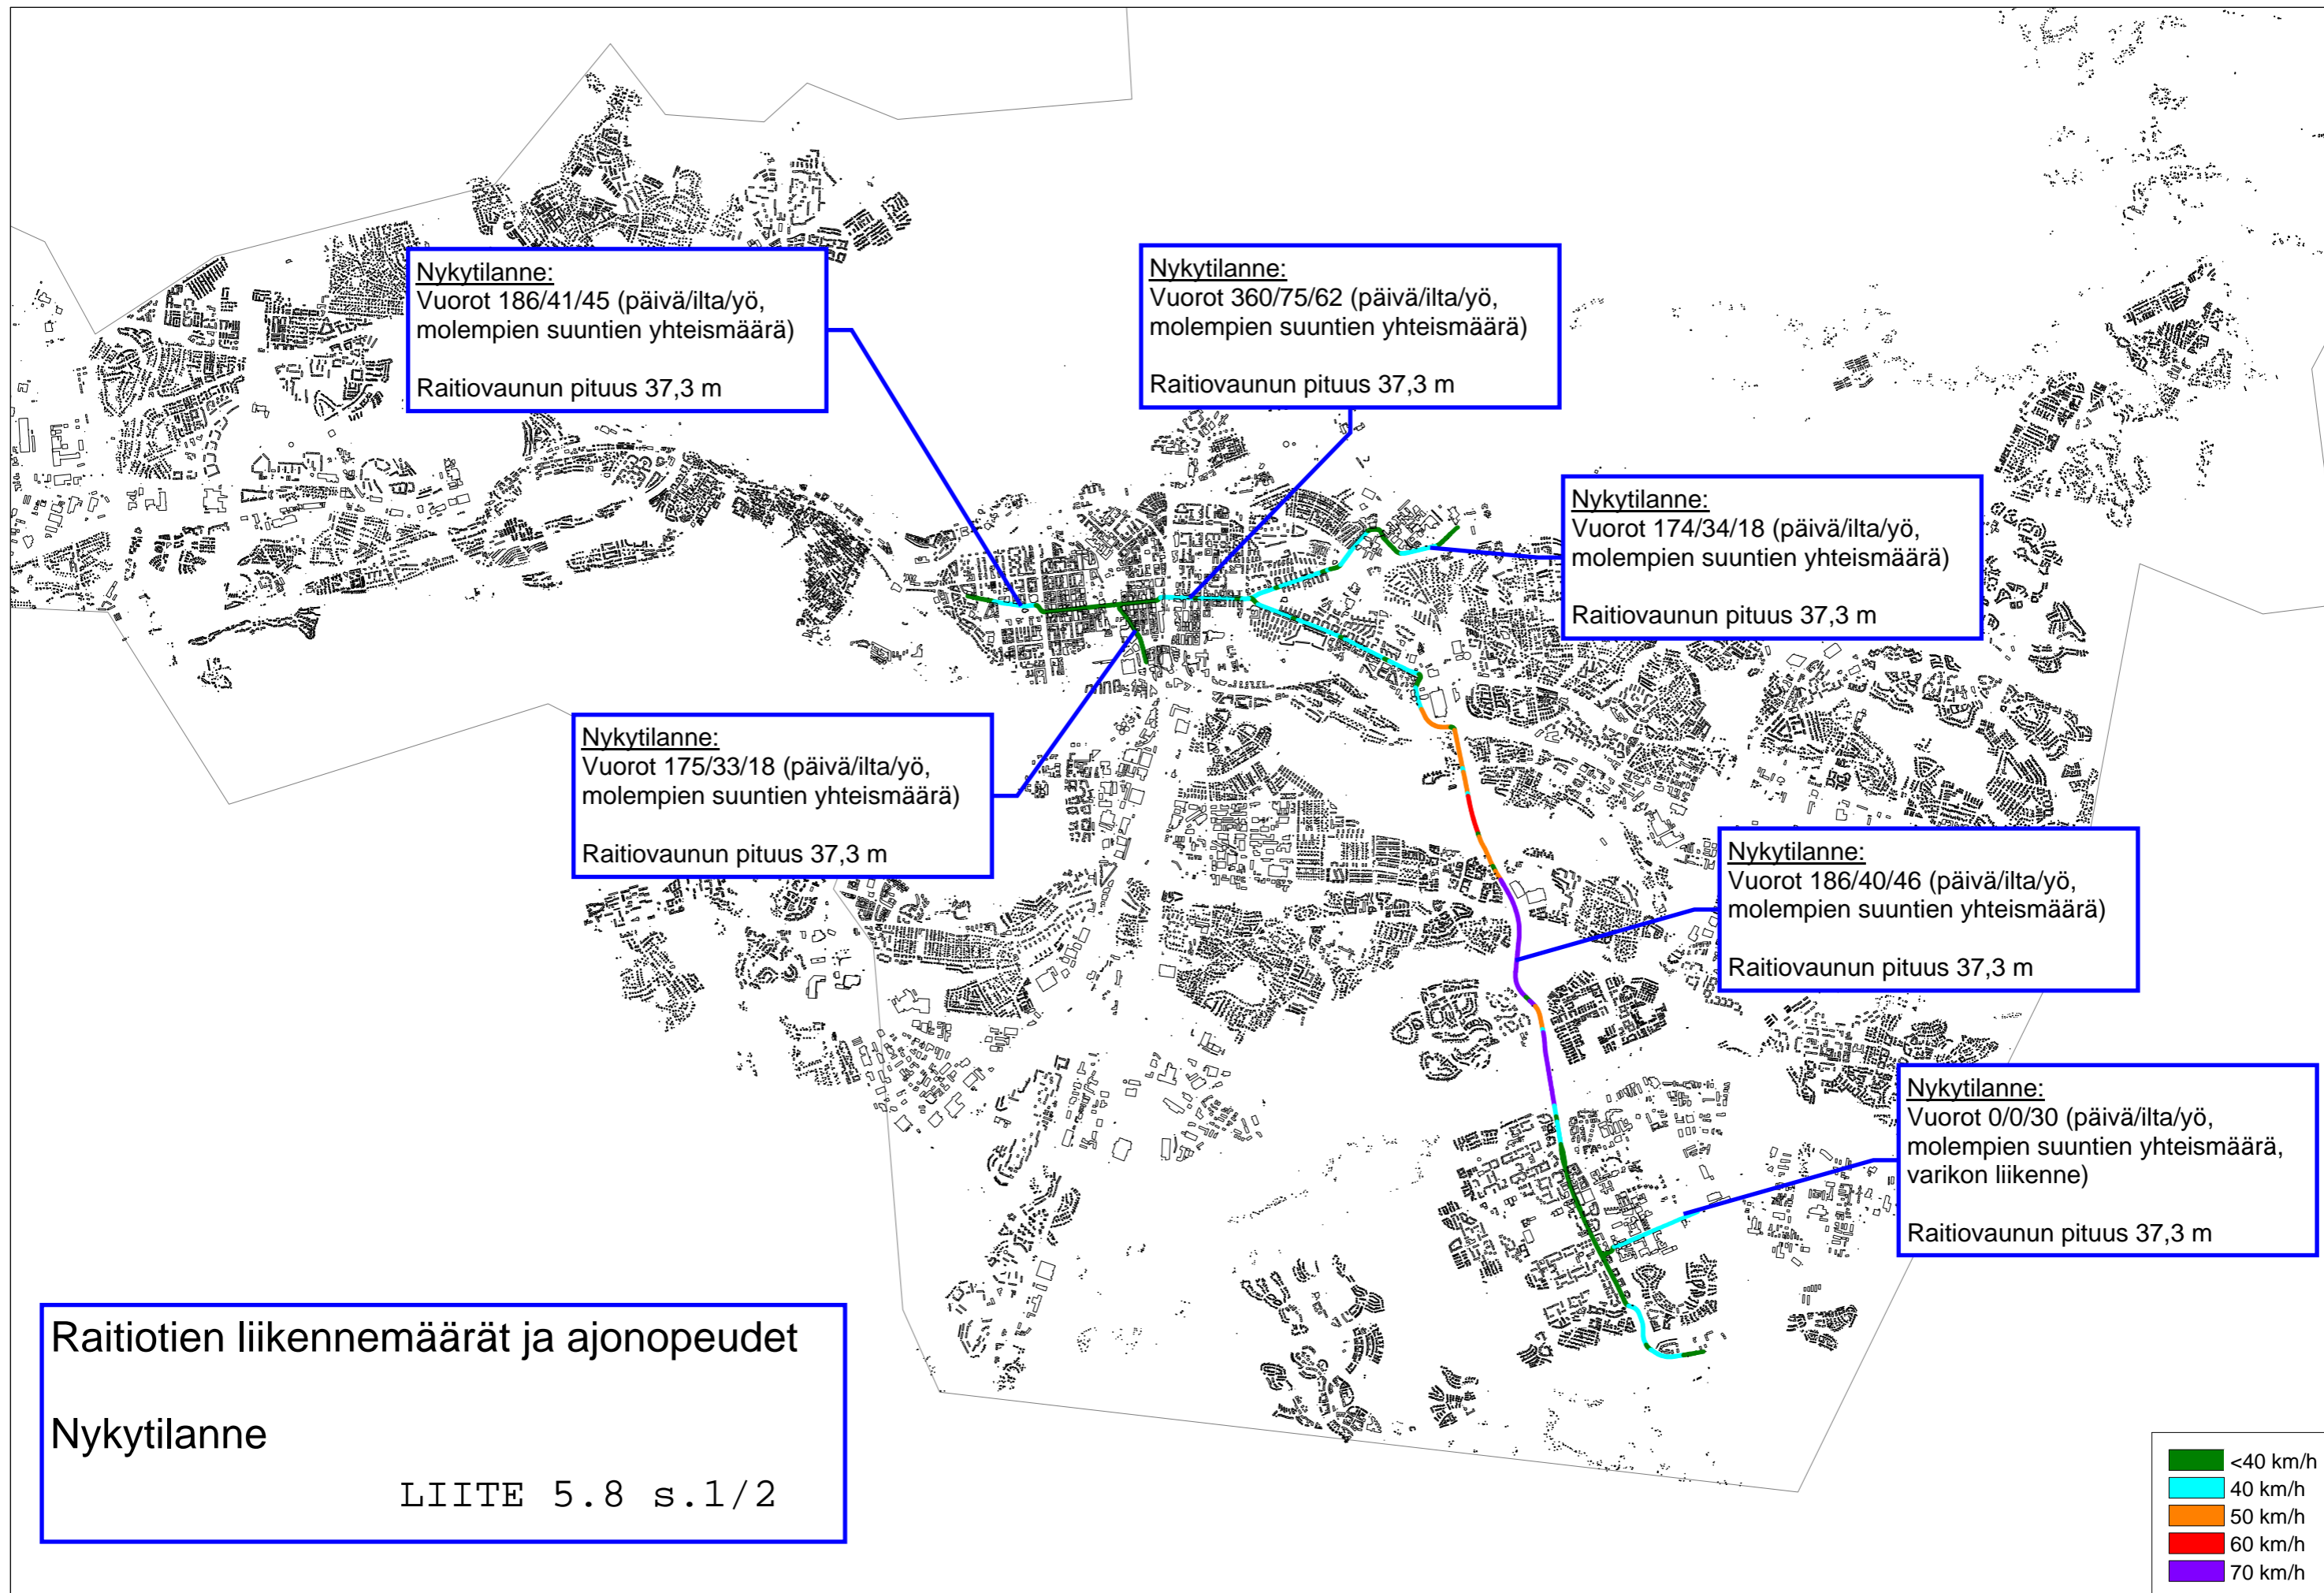 Nykytilanne:
Vuorot 186/41/45 (päivä/ilta/yö,
molempien suuntien yhteismäärä)
Raitiovaunun pituus 37,3 m
Nykytilanne:
Vuorot 360/75/62 (päivä/ilta/yö,
molempien suuntien yhteismäärä)
Raitiovaunun pituus 37,3 m
Nykytilanne:
Vuorot 174/34/18 (päivä/ilta/yö,
molempien suuntien yhteismäärä)
Raitiovaunun pituus 37,3 m
Nykytilanne:
Vuorot 175/33/18 (päivä/ilta/yö,
molempien suuntien yhteismäärä)
Raitiovaunun pituus 37,3 m
Nykytilanne:
Vuorot 186/40/46 (päivä/ilta/yö,
molempien suuntien yhteismäärä)
Raitiovaunun pituus 37,3 m
Nykytilanne:
Vuorot 0/0/30 (päivä/ilta/yö,
molempien suuntien yhteismäärä,
varikon liikenne)
Raitiovaunun pituus 37,3 m
Raitiotien liikennemäärät ja ajonopeudet
Nykytilanne
LIITE 5.8 s.1/2
<40 km/h
40 km/h
50 km/h
60 km/h
70 km/h